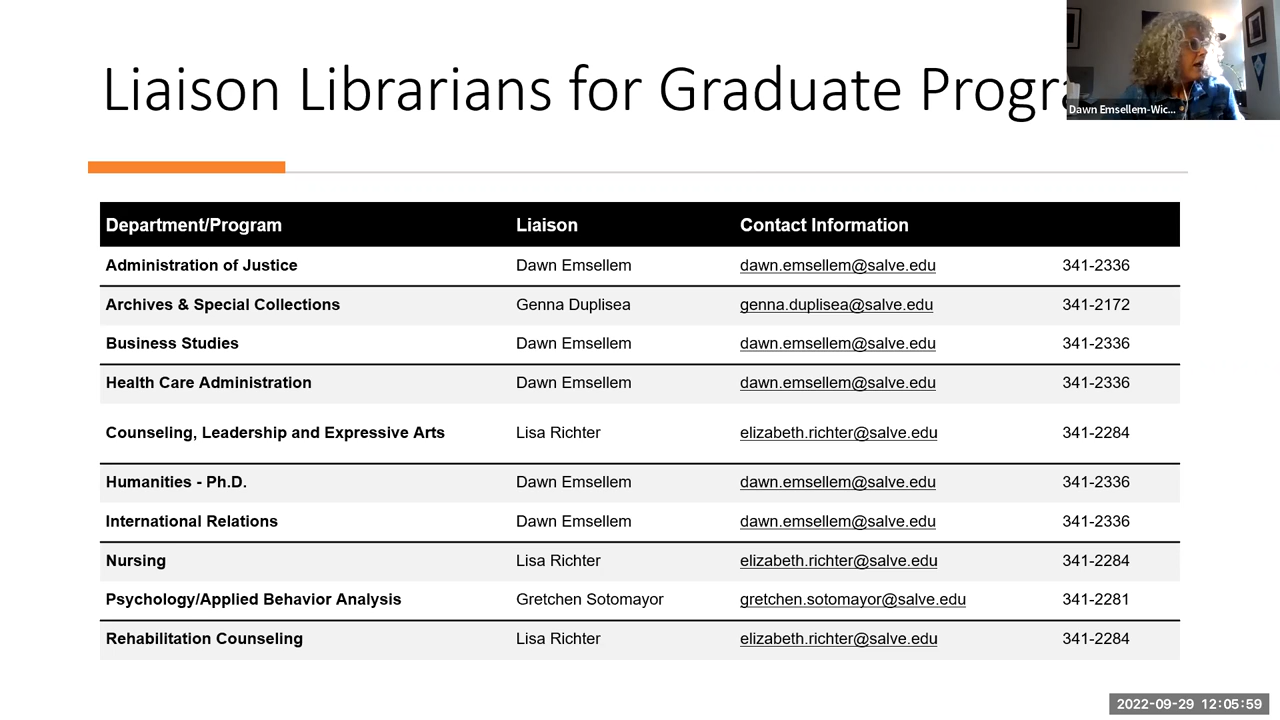 Liaison Librarians for Graduate Progra
Dawn Emsellem-Wic...
Department/Program Liaison Contact Information
Administration of Justice Dawn Emsellem dawn.emsellem@salve.edu 341-2336
Archives & Special Collections Genna Duplisea genna.duplisea@salve.edu 341-2172
Business Studies Dawn Emsellem dawn.emsellem@salve.edu 341-2336
Health Care Administration Dawn Emsellem dawn.emsellem@salve.edu 341-2336
Counseling, Leadership and Expressive Arts Lisa Richter elizabeth.richter@salve.edu 341-2284
Humanities - Ph.D. Dawn Emsellem dawn.emsellem@salve.edu 341-2336
International Relations Dawn Emsellem dawn.emsellem@salve.edu 341-2336
Nursing Lisa Richter elizabeth.richter@salve.edu 341-2284
Psychology/Applied Behavior Analysis Gretchen Sotomayor gretchen.sotomayor@salve.edu 341-2281
Rehabilitation Counseling Lisa Richter elizabeth.richter@salve.edu 341-2284
2022-09-29 12:05:59